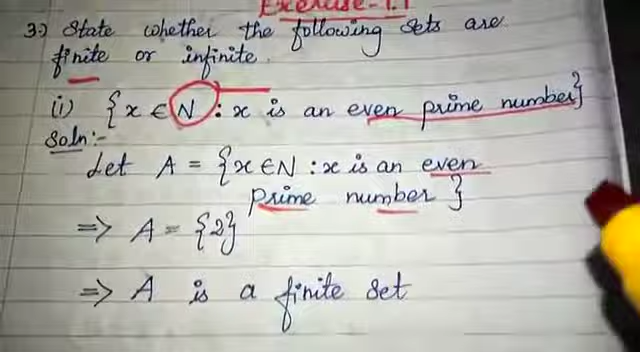 Exercise-1.1
3.) State whether the following sets are
finite or infinite.
(i) {x ∈ N : x is an even prime number}
Soln:-
Let A = {x ∈ N : x is an even
prime number}
=> A = {2}
=> A is a finite set